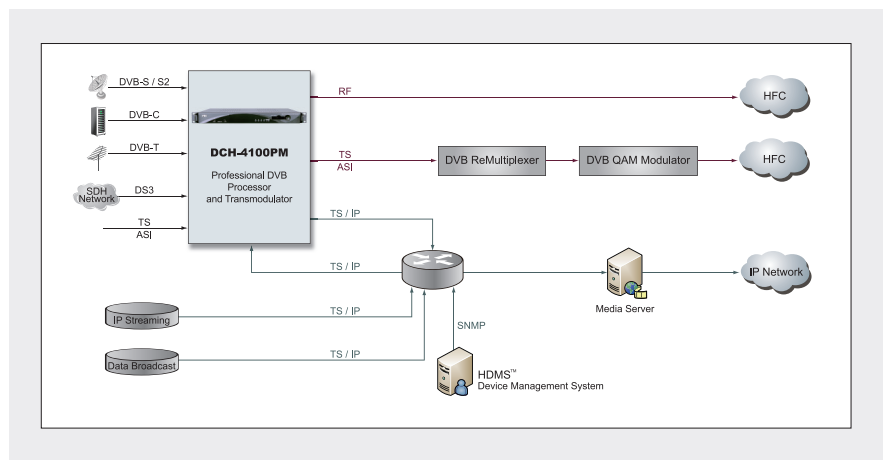 DVB-S / S2
DVB-C
DVB-T
SDH
Network
DS3
TS
ASI
DCH-4100PM
Professional DVB
Processor
and Transmodulator
RF
HFC
TS
ASI
DVB ReMultiplexer
DVB QAM Modulator
HFC
TS / IP
TS / IP
IP Network
Media Server
IP Streaming
TS / IP
SNMP
Data Broadcast
TS / IP
HDMS™
Device Management System